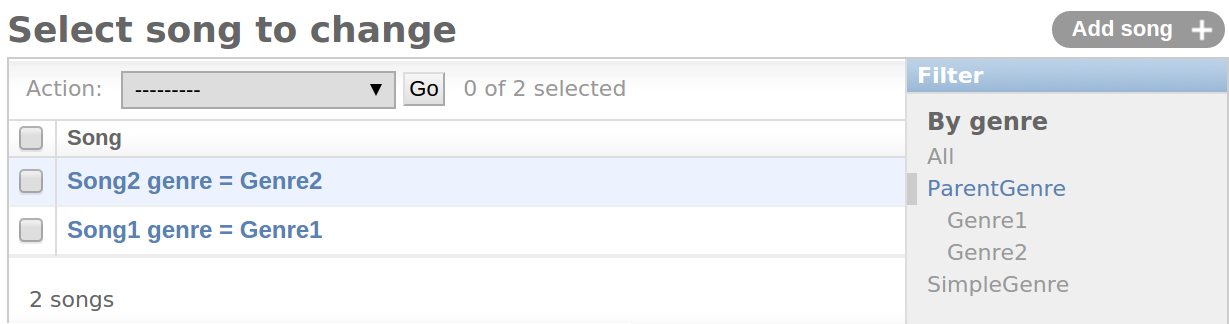 Select song to change
Add song +
Action: --------- Go 0 of 2 selected
Song
Song2 genre = Genre2
Song1 genre = Genre1
2 songs
Filter
By genre
All
ParentGenre
Genre1
Genre2
SimpleGenre